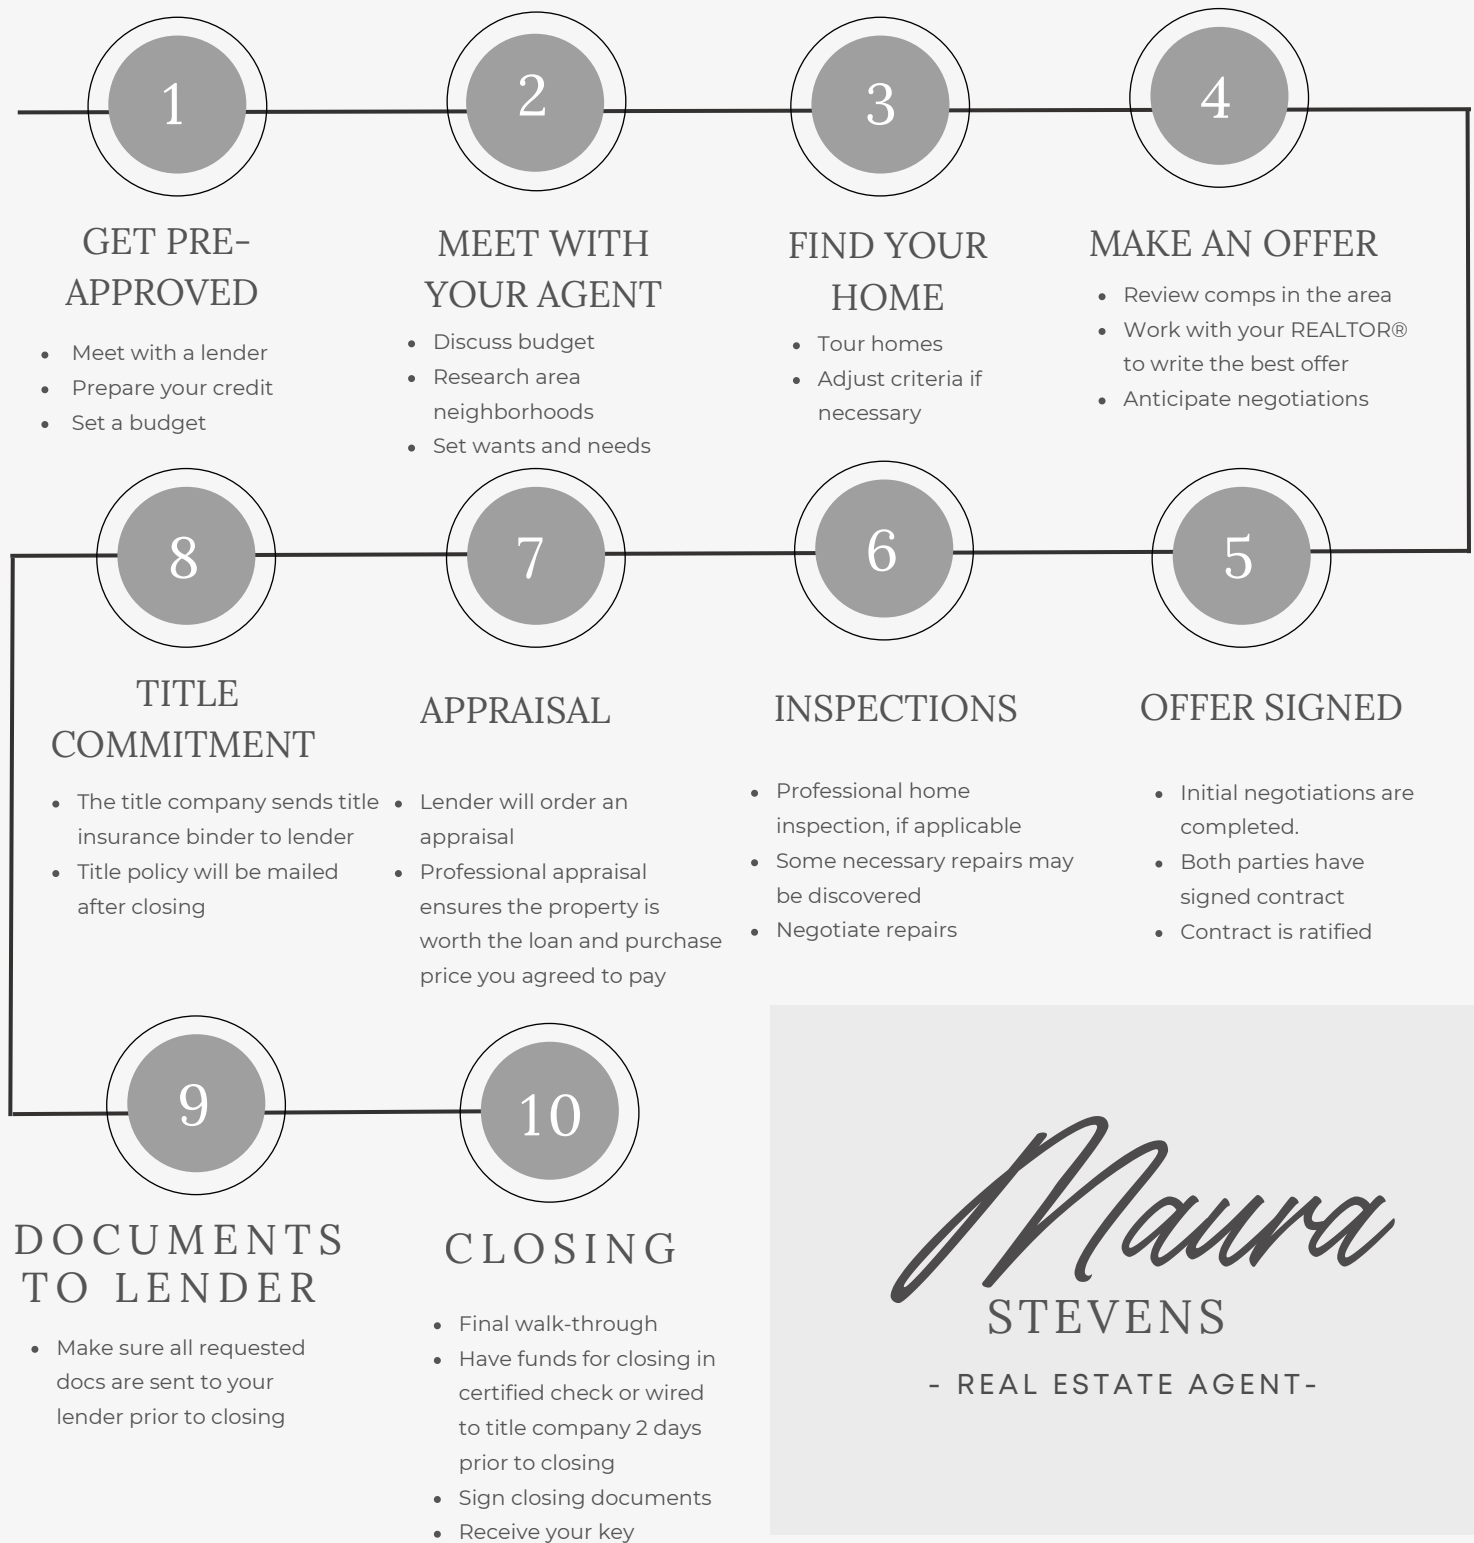 1
GET PRE-
APPROVED
• Meet with a lender
• Prepare your credit
• Set a budget
2
MEET WITH
YOUR AGENT
• Discuss budget
• Research area
neighborhoods
• Set wants and needs
3
FIND YOUR
HOME
• Tour homes
• Adjust criteria if
necessary
4
MAKE AN OFFER
• Review comps in the area
• Work with your REALTOR®
to write the best offer
• Anticipate negotiations
5
OFFER SIGNED
• Initial negotiations are
completed.
• Both parties have
signed contract
• Contract is ratified
6
INSPECTIONS
• Professional home
inspection, if applicable
• Some necessary repairs may
be discovered
• Negotiate repairs
7
APPRAISAL
• Lender will order an
appraisal
• Professional appraisal
ensures the property is
worth the loan and purchase
price you agreed to pay
8
TITLE
COMMITMENT
• The title company sends title
insurance binder to lender
• Title policy will be mailed
after closing
9
DOCUMENTS
TO LENDER
• Make sure all requested
docs are sent to your
lender prior to closing
10
CLOSING
• Final walk-through
• Have funds for closing in
certified check or wired
to title company 2 days
prior to closing
• Sign closing documents
• Receive your key
Maura
STEVENS
- REAL ESTATE AGENT-